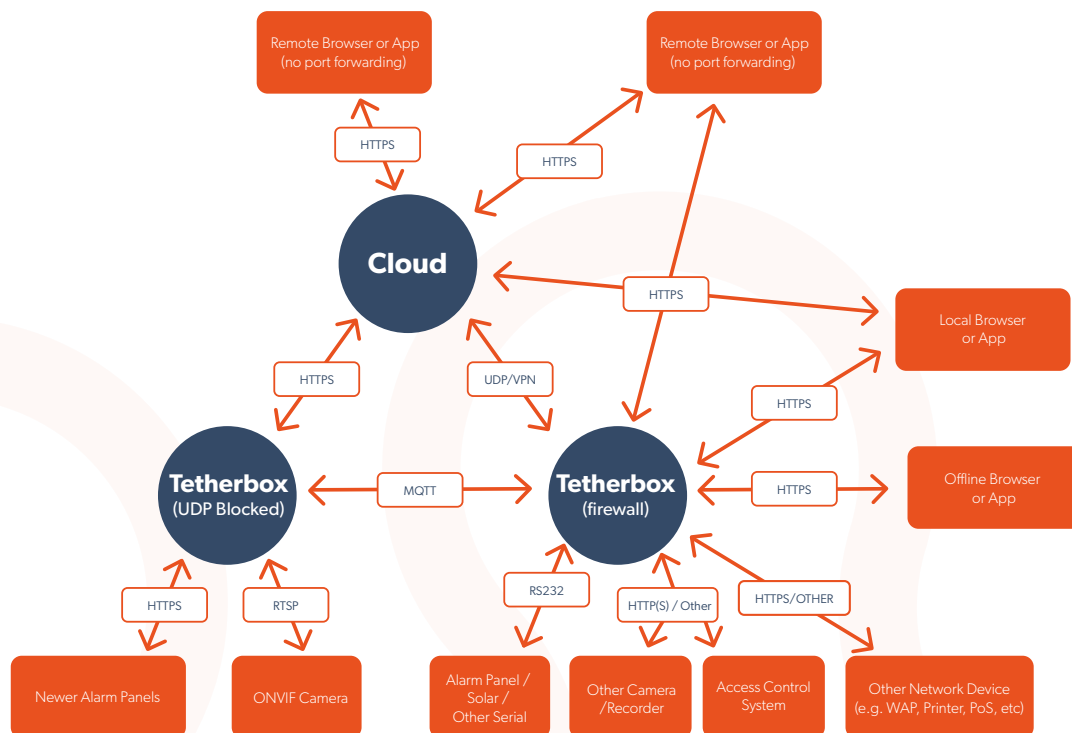 Remote Browser or App
(no port forwarding)
Remote Browser or App
(no port forwarding)
HTTPS
HTTPS
Cloud
HTTPS
Local Browser
or App
HTTPS
UDP/VPN
HTTPS
Tetherbox
(UDP Blocked)
MQTT
Tetherbox
(firewall)
HTTPS
Offline Browser
or App
HTTPS
RTSP
RS232
HTTP(S) / Other
HTTPS/OTHER
Newer Alarm Panels
ONVIF Camera
Alarm Panel /
Solar /
Other Serial
Other Camera
/Recorder
Access Control
System
Other Network Device
(e.g. WAP, Printer, PoS, etc)